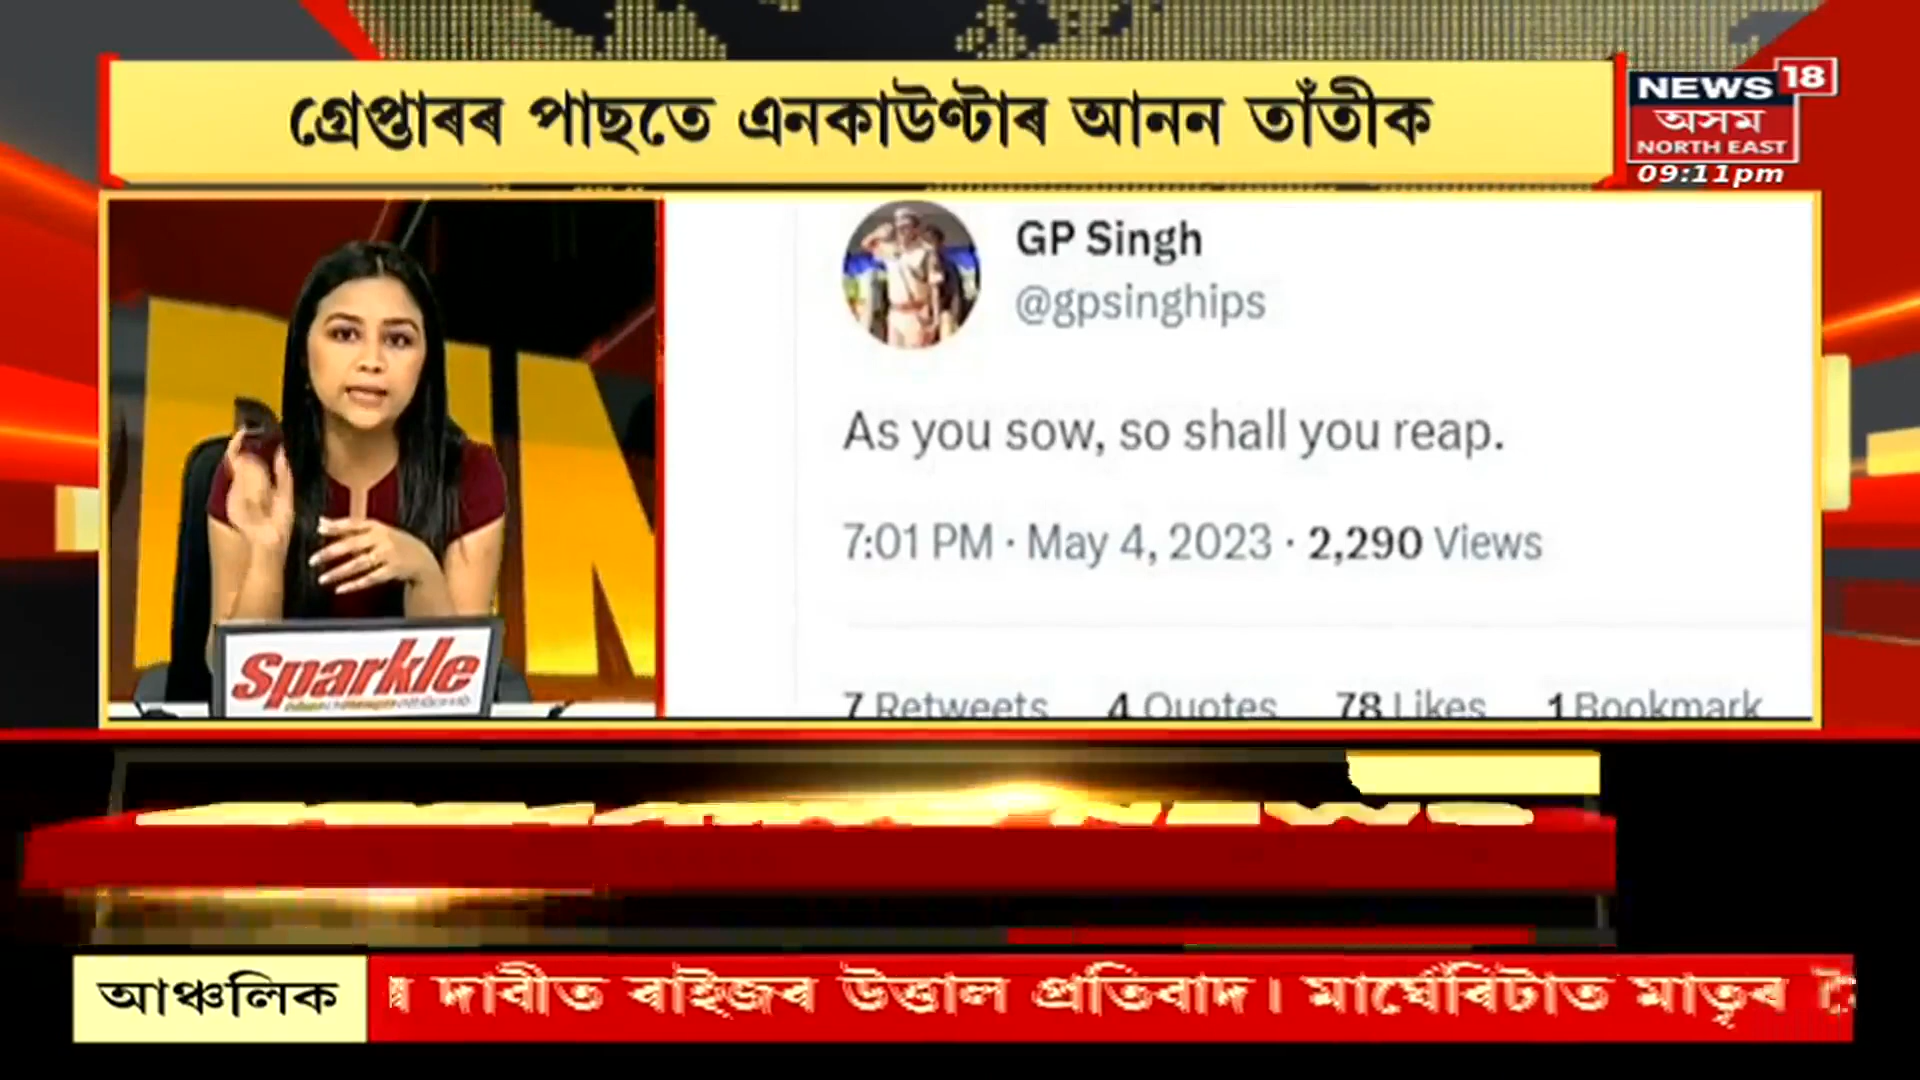 গ্ৰেপ্তাৰৰ পাছতে এনকাউণ্টাৰ আনন তাঁতীক
NEWS 18
অসম
NORTH EAST
09:11pm
GP Singh
@gpsinghips
As you sow, so shall you reap.
7:01 PM · May 4, 2023 · 2,290 Views
7 Retweets 4 Quotes 78 Likes 1 Bookmark
Sparkle
আঞ্চলিক
দাবীত ৰাইজৰ উত্তাল প্ৰতিবাদ। মাৰ্ঘেৰিটাত মাতৃৰ